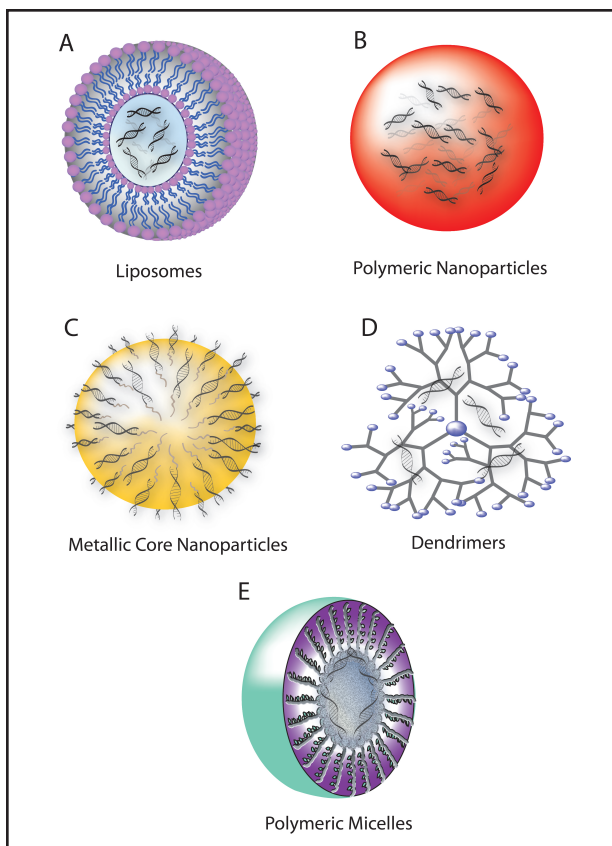 A
B
Liposomes
Polymeric Nanoparticles
C
D
Metallic Core Nanoparticles
Dendrimers
E
Polymeric Micelles